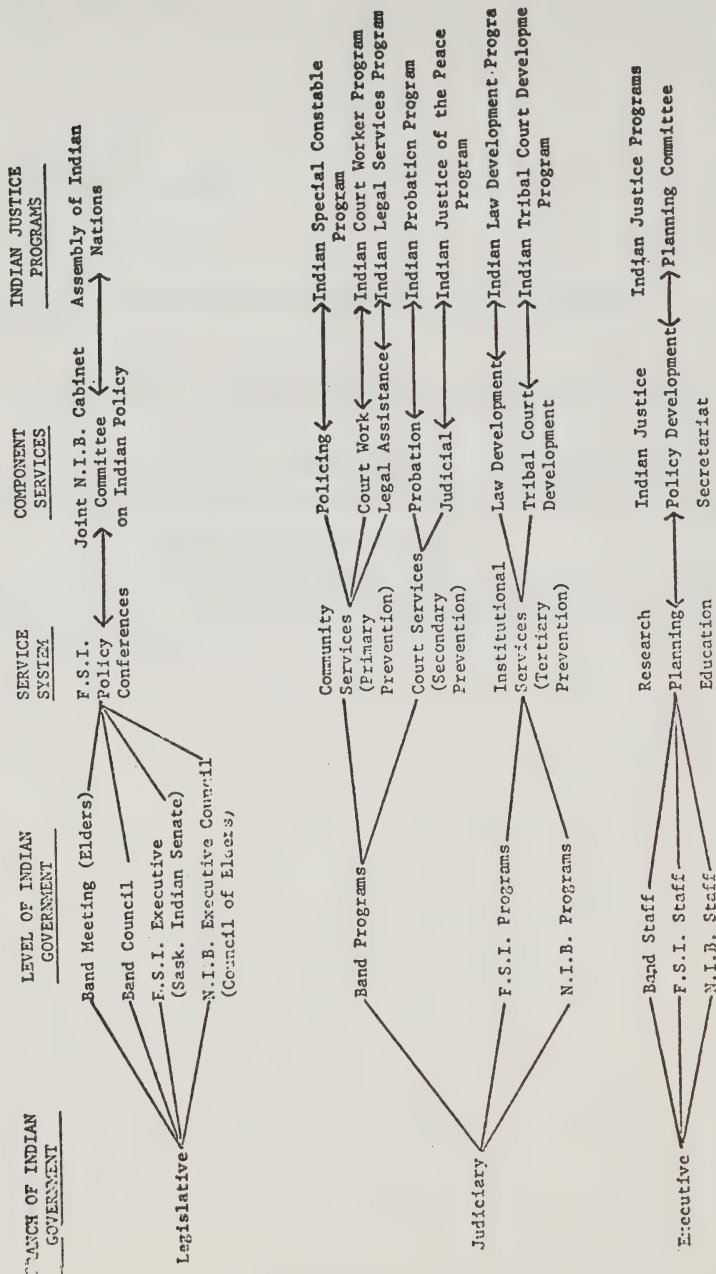 RANCH OF INDIAN
GOVERNMENT
LEVEL OF INDIAN
GOVERNMENT
SERVICE
SYSTEM
COMPONENT
SERVICES
INDIAN JUSTICE
PROGRAMS
Legislative
Band Meeting (Elders)
Band Council
F.S.I. Executive
(Sask. Indian Senate)
N.I.B. Executive Council
(Council of Elders)
F.S.I.
Policy
Conferences
Joint N.I.B. Cabinet
Committee
on Indian Policy
Assembly of Indian
Nations
Judiciary
Band Programs
F.S.I. Programs
N.I.B. Programs
Community
Services
(Primary
Prevention)
Court Services
(Secondary
Prevention)
Institutional
Services
(Tertiary
Prevention)
Policing
Court Work
Legal Assistance
Probation
Judicial
Law Development
Tribal Court
Development
Indian Special Constable
Program
Indian Court Worker Program
Indian Legal Services Program
Indian Probation Program
Indian Justice of the Peace
Program
Indian Law Development Progra
Indian Tribal Court Developme
Program
Executive
Band Staff
F.S.I. Staff
N.I.B. Staff
Research
Planning
Education
Indian Justice
Policy Development
Secretariat
Indian Justice Programs
Planning Committee